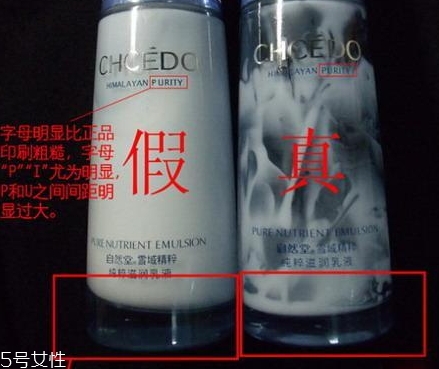 CHCEDO
HIMALAYAN PURITY
字母明显比正品
印刷粗糙，字母
"P""I"尤为明显，
P和U之间间距明
显过大。
假
PURE NUTRIENT EMULSION
自然堂®雪域精粹
纯粹滋润乳液
CHCEDO
HIMALAYAN PURITY
真
PURE NUTRIENT EMULSION
自然堂®雪域精粹
纯粹滋润乳液
5号女性